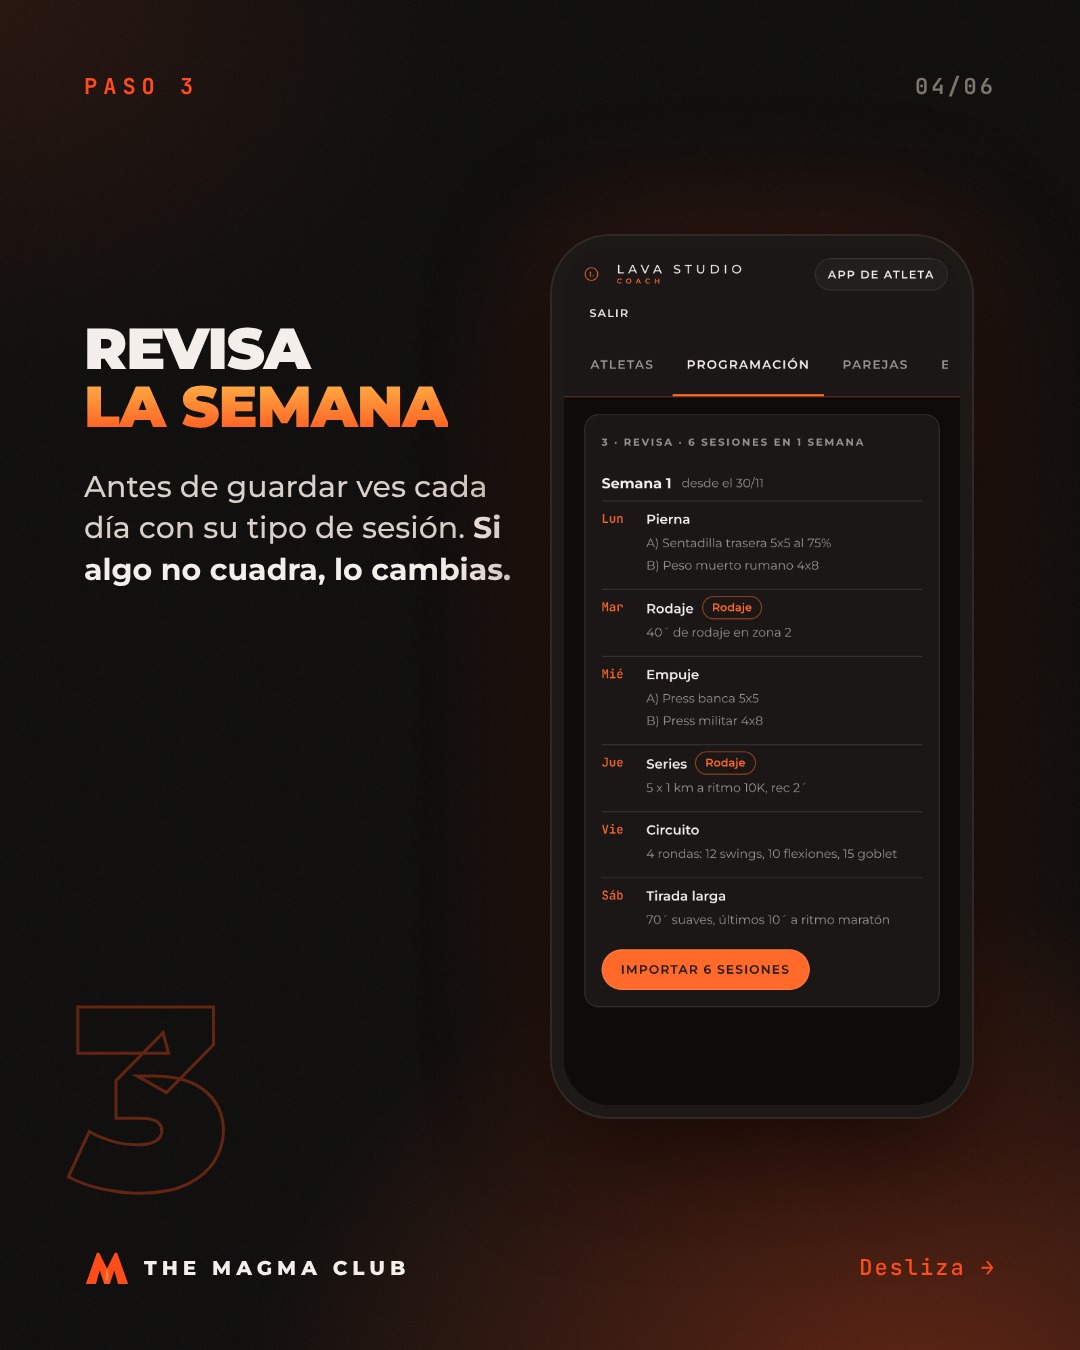 PASO 3
04/06
REVISA
LA SEMANA
Antes de guardar ves cada
día con su tipo de sesión. Si
algo no cuadra, lo cambias.
LAVA STUDIO
COACH
APP DE ATLETA
SALIR
ATLETAS PROGRAMACIÓN PAREJAS E
3 · REVISA · 6 SESIONES EN 1 SEMANA
Semana 1 desde el 30/11
Lun Pierna
A) Sentadilla trasera 5x5 al 75%
B) Peso muerto rumano 4x8
Mar Rodaje Rodaje
40´ de rodaje en zona 2
Mié Empuje
A) Press banca 5x5
B) Press militar 4x8
Jue Series Rodaje
5 x 1 km a ritmo 10K, rec 2´
Vie Circuito
4 rondas: 12 swings, 10 flexiones, 15 goblet
Sáb Tirada larga
70´ suaves, últimos 10´ a ritmo maratón
IMPORTAR 6 SESIONES
3
THE MAGMA CLUB
Desliza →